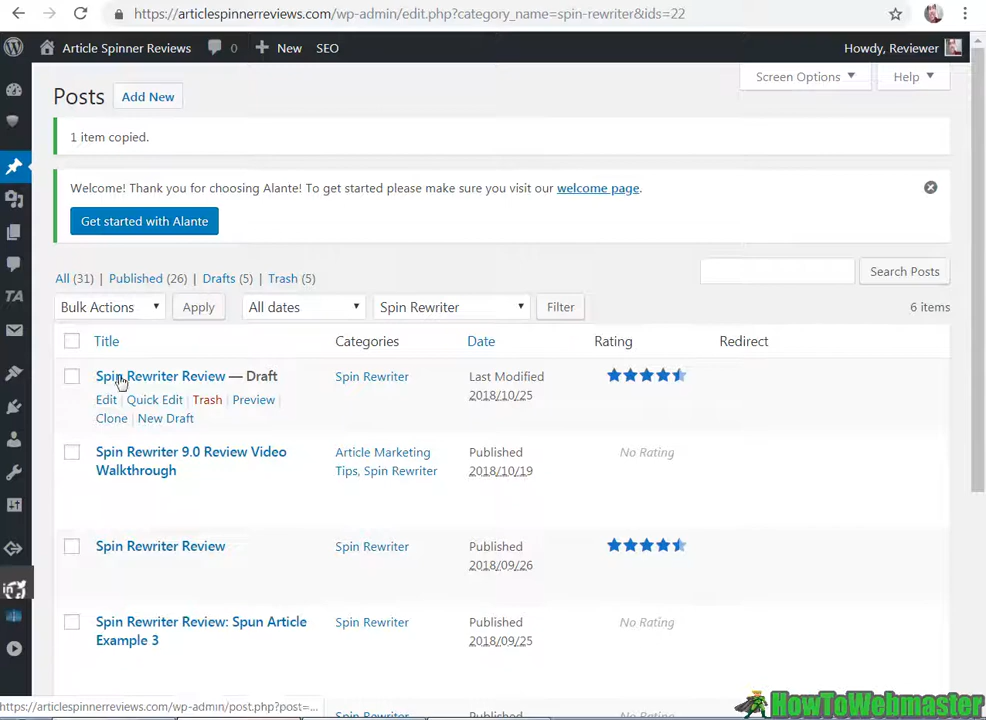 https://articlespinnerreviews.com/wp-admin/edit.php?category_name=spin-rewriter&ids=22
Article Spinner Reviews 0 New SEO Howdy, Reviewer
Screen Options Help
Posts Add New
1 item copied.
Welcome! Thank you for choosing Alante! To get started please make sure you visit our welcome page.
Get started with Alante
All (31) | Published (26) | Drafts (5) | Trash (5)
Search Posts
Bulk Actions Apply All dates Spin Rewriter Filter 6 items
Title Categories Date Rating Redirect
Spin Rewriter Review — Draft Spin Rewriter Last Modified
2018/10/25
Edit | Quick Edit | Trash | Preview |
Clone | New Draft
Spin Rewriter 9.0 Review Video Article Marketing Published No Rating
Walkthrough Tips, Spin Rewriter 2018/10/19
Spin Rewriter Review Spin Rewriter Published
2018/09/26
Spin Rewriter Review: Spun Article Spin Rewriter Published No Rating
Example 3 2018/09/25
https://articlespinnerreviews.com/wp-admin/post.php?post=...
HowToWebmaster